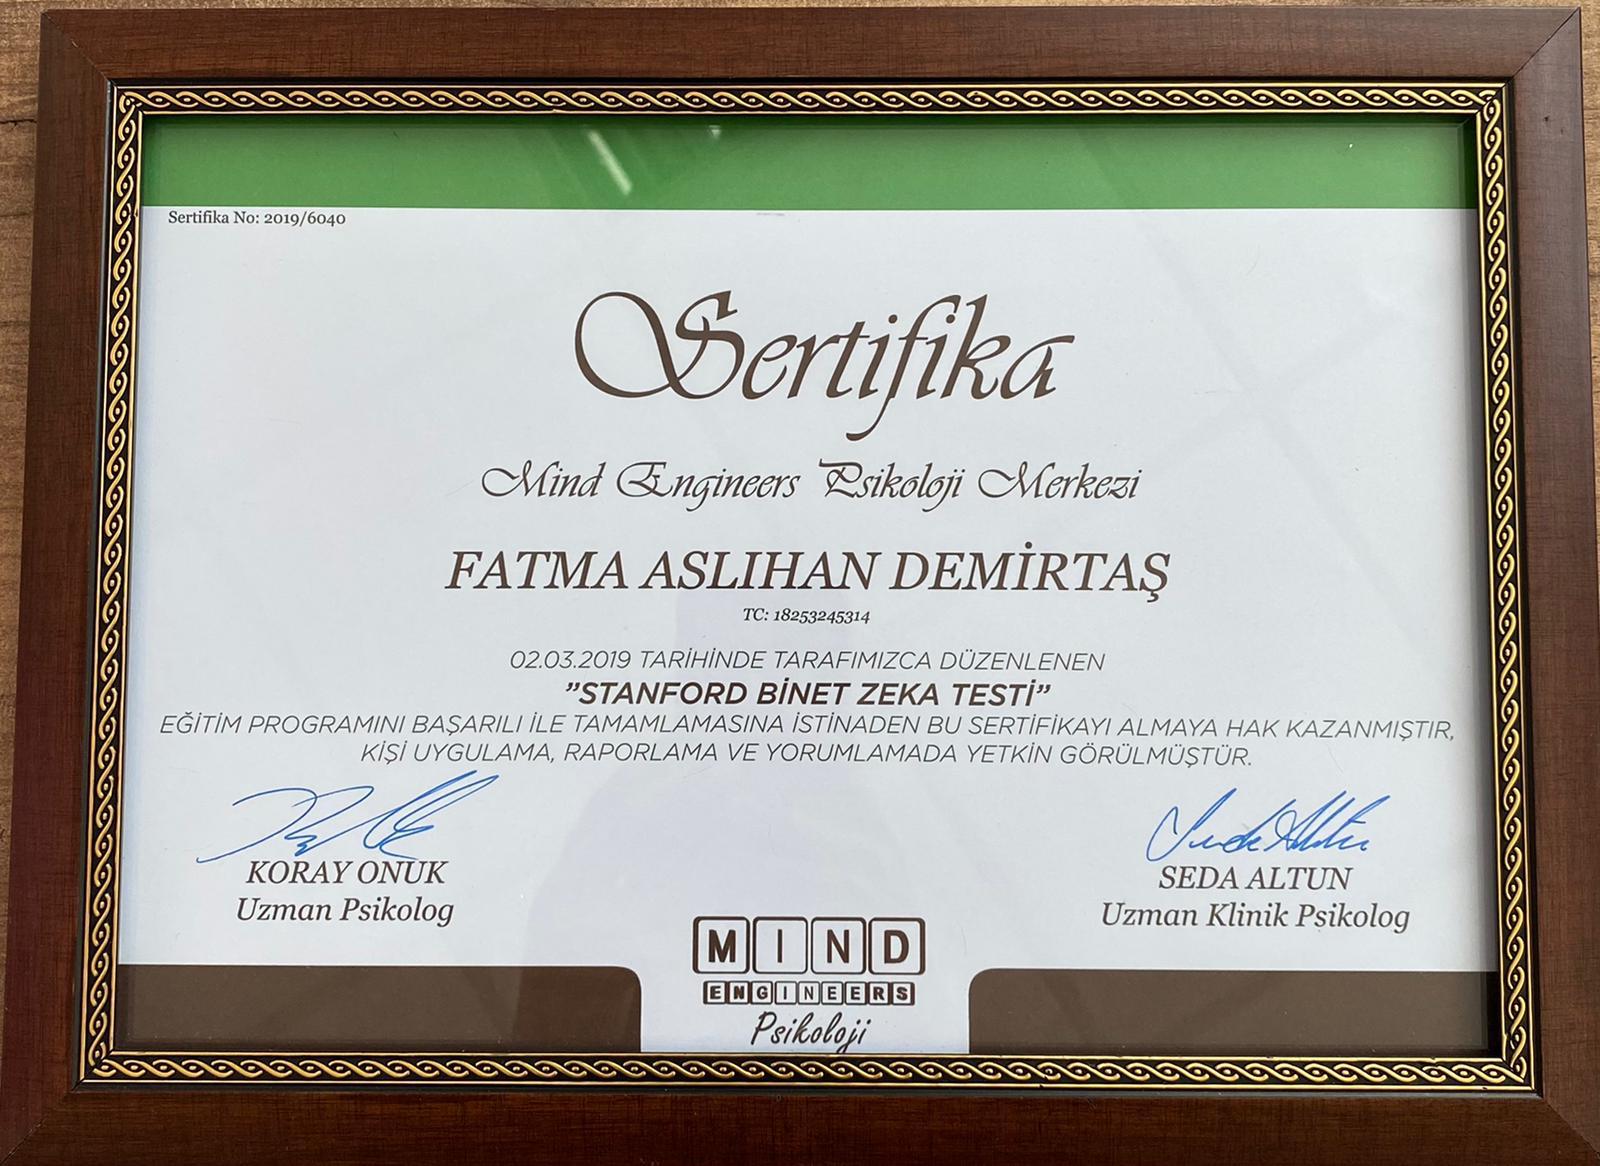 Sertifika No: 2019/6040
Sertifika
Mind Engineers Psikoloji Merkezi
FATMA ASLIHAN DEMİRTAŞ
TC: 18253245314
02.03.2019 TARİHİNDE TARAFIMIZCA DÜZENLENEN
”STANFORD BİNET ZEKA TESTİ”
EĞİTİM PROGRAMINI BAŞARILI İLE TAMAMLAMASINA İSTİNADEN BU SERTİFİKAYI ALMAYA HAK KAZANMIŞTIR,
KİŞİ UYGULAMA, RAPORLAMA VE YORUMLAMADA YETKİN GÖRÜLMÜŞTÜR.
KORAY ONUK
Uzman Psikolog
Seda Altun
SEDA ALTUN
Uzman Klinik Psikolog
MIND
ENGINEERS
Psikoloji